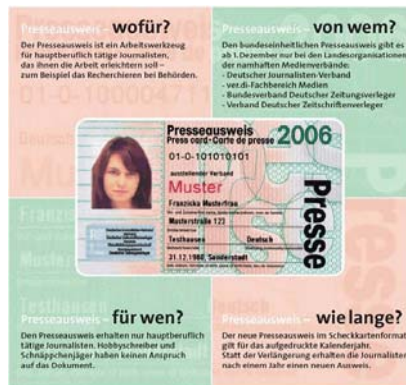 Presseausweis – wofür?
Der Presseausweis ist ein Arbeitswerkzeug
für hauptberuflich tätige Journalisten,
das ihnen die Arbeit erleichtern soll –
zum Beispiel das Recherchieren bei Behörden.
Presseausweis – von wem?
Den bundeseinheitlichen Presseausweis gibt es
ab 1. Dezember nur bei den Landesorganisationen
der namhaften Medienverbände:
- Deutscher Journalisten-Verband
- ver.di-Fachbereich Medien
- Bundesverband Deutscher Zeitungsverleger
- Verband Deutscher Zeitschriftenverleger
Presseausweis 2006
Press card·Carte de presse
01-0-101010101
ausstellender Verband
Muster
Franziska Musterfrau
Musterstraße 123
Testhausen Deutsch
31.12.1960, Sonderstadt
Presse
Presseausweis – für wen?
Den Presseausweis erhalten nur hauptberuflich
tätige Journalisten. Hobbyschreiber und
Schnäppchenjäger haben keinen Anspruch
auf das Dokument.
Presseausweis – wie lange?
Der neue Presseausweis im Scheckkartenformat
gilt für das aufgedruckte Kalenderjahr.
Statt der Verlängerung erhalten die Journalisten
nach einem Jahr einen neuen Ausweis.